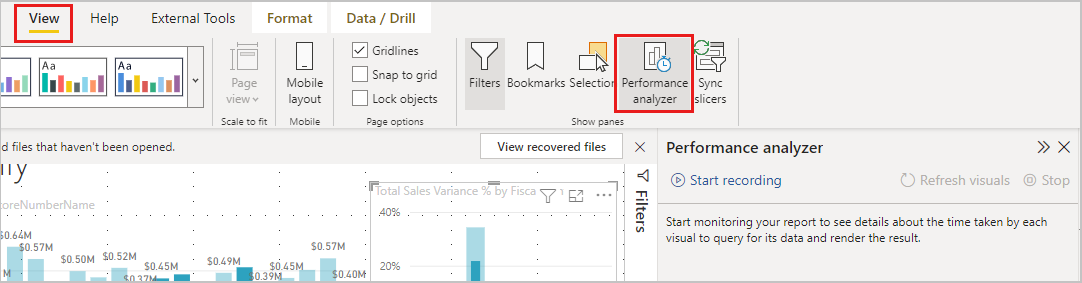 View
Help
External Tools
Format
Data / Drill
Aa
Aa
Page
view
Scale to fit
Mobile
layout
Mobile
Gridlines
Snap to grid
Lock objects
Page options
Filters
Bookmarks
Selection
Performance
analyzer
Sync
slicers
Show panes
d files that haven't been opened.
View recovered files
Performance analyzer
Start recording
Refresh visuals
Stop
Start monitoring your report to see details about the time taken by each
visual to query for its data and render the result.
Filters
oreNumberName
$0.64M
$0.57M
$0.50M
$0.52M
$0.37M
$0.45M
$0.49M
$0.39M
$0.45M
$0.57M
$0.40M
Total Sales Variance % by Fisca
40%
20%